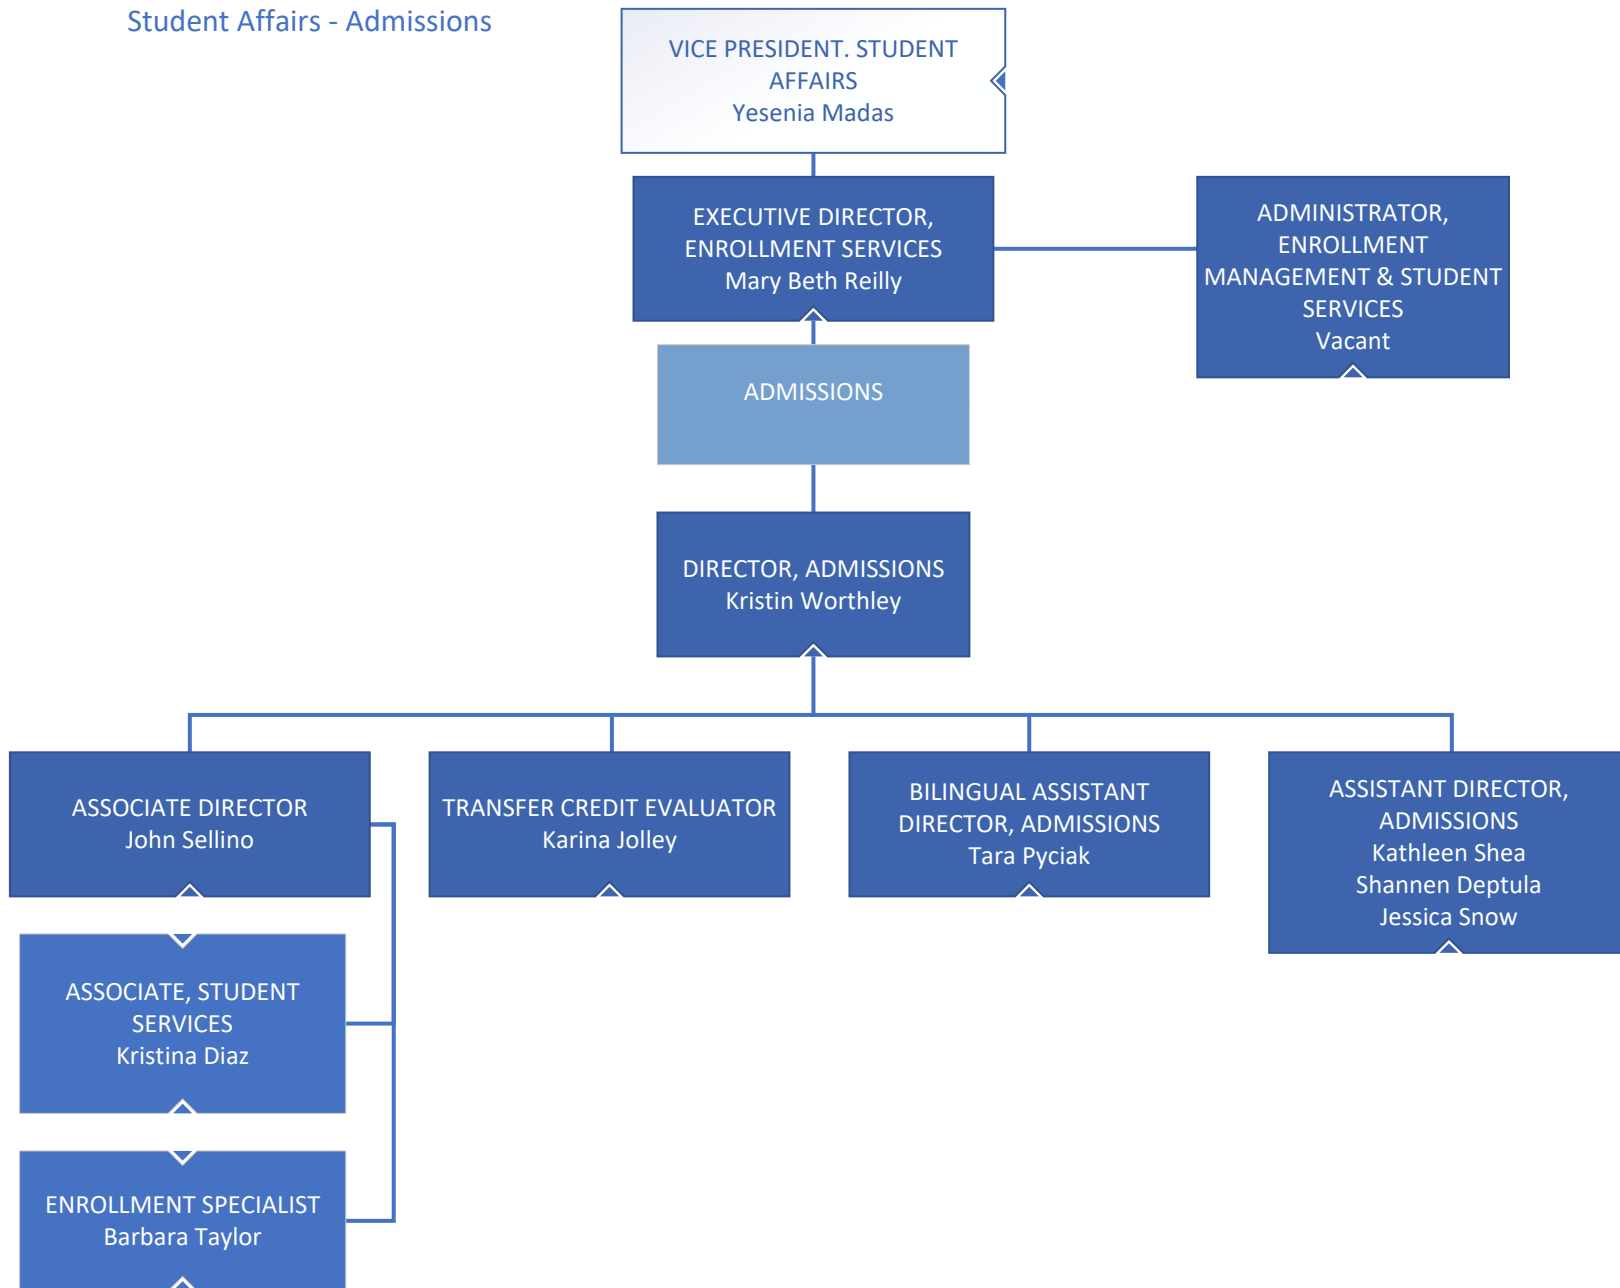 Student Affairs - Admissions
VICE PRESIDENT. STUDENT
AFFAIRS
Yesenia Madas
EXECUTIVE DIRECTOR,
ENROLLMENT SERVICES
Mary Beth Reilly
ADMINISTRATOR,
ENROLLMENT
MANAGEMENT & STUDENT
SERVICES
Vacant
ADMISSIONS
DIRECTOR, ADMISSIONS
Kristin Worthley
ASSOCIATE DIRECTOR
John Sellino
TRANSFER CREDIT EVALUATOR
Karina Jolley
BILINGUAL ASSISTANT
DIRECTOR, ADMISSIONS
Tara Pyciak
ASSISTANT DIRECTOR,
ADMISSIONS
Kathleen Shea
Shannen Deptula
Jessica Snow
ASSOCIATE, STUDENT
SERVICES
Kristina Diaz
ENROLLMENT SPECIALIST
Barbara Taylor